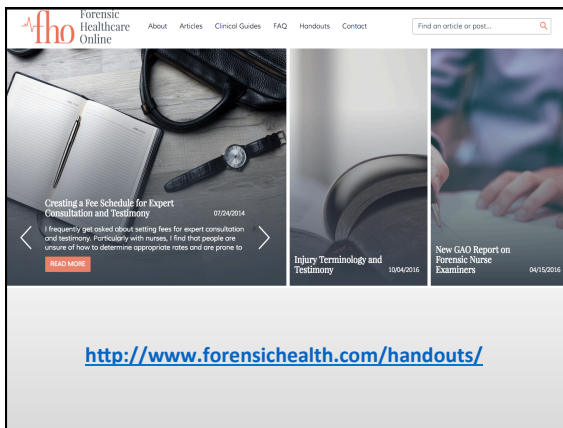 fho
Forensic
Healthcare
Online
About Articles Clinical Guides FAQ Handouts Contact
Find an article or post...
Creating a Fee Schedule for Expert
Consultation and Testimony 07/24/2014
I frequently get asked about setting fees for expert consultation
and testimony. Particularly with nurses, I find that people are
unsure of how to determine appropriate rates and are prone to
READ MORE
Injury Terminology and
Testimony 10/04/2016
New GAO Report on
Forensic Nurse
Examiners 04/15/2016
http://www.forensichealth.com/handouts/